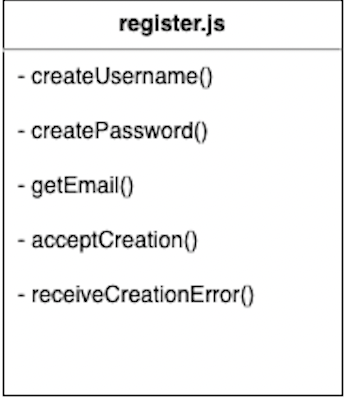 register.js
- createUsername()
- createPassword()
- getEmail()
- acceptCreation()
- receiveCreationError()